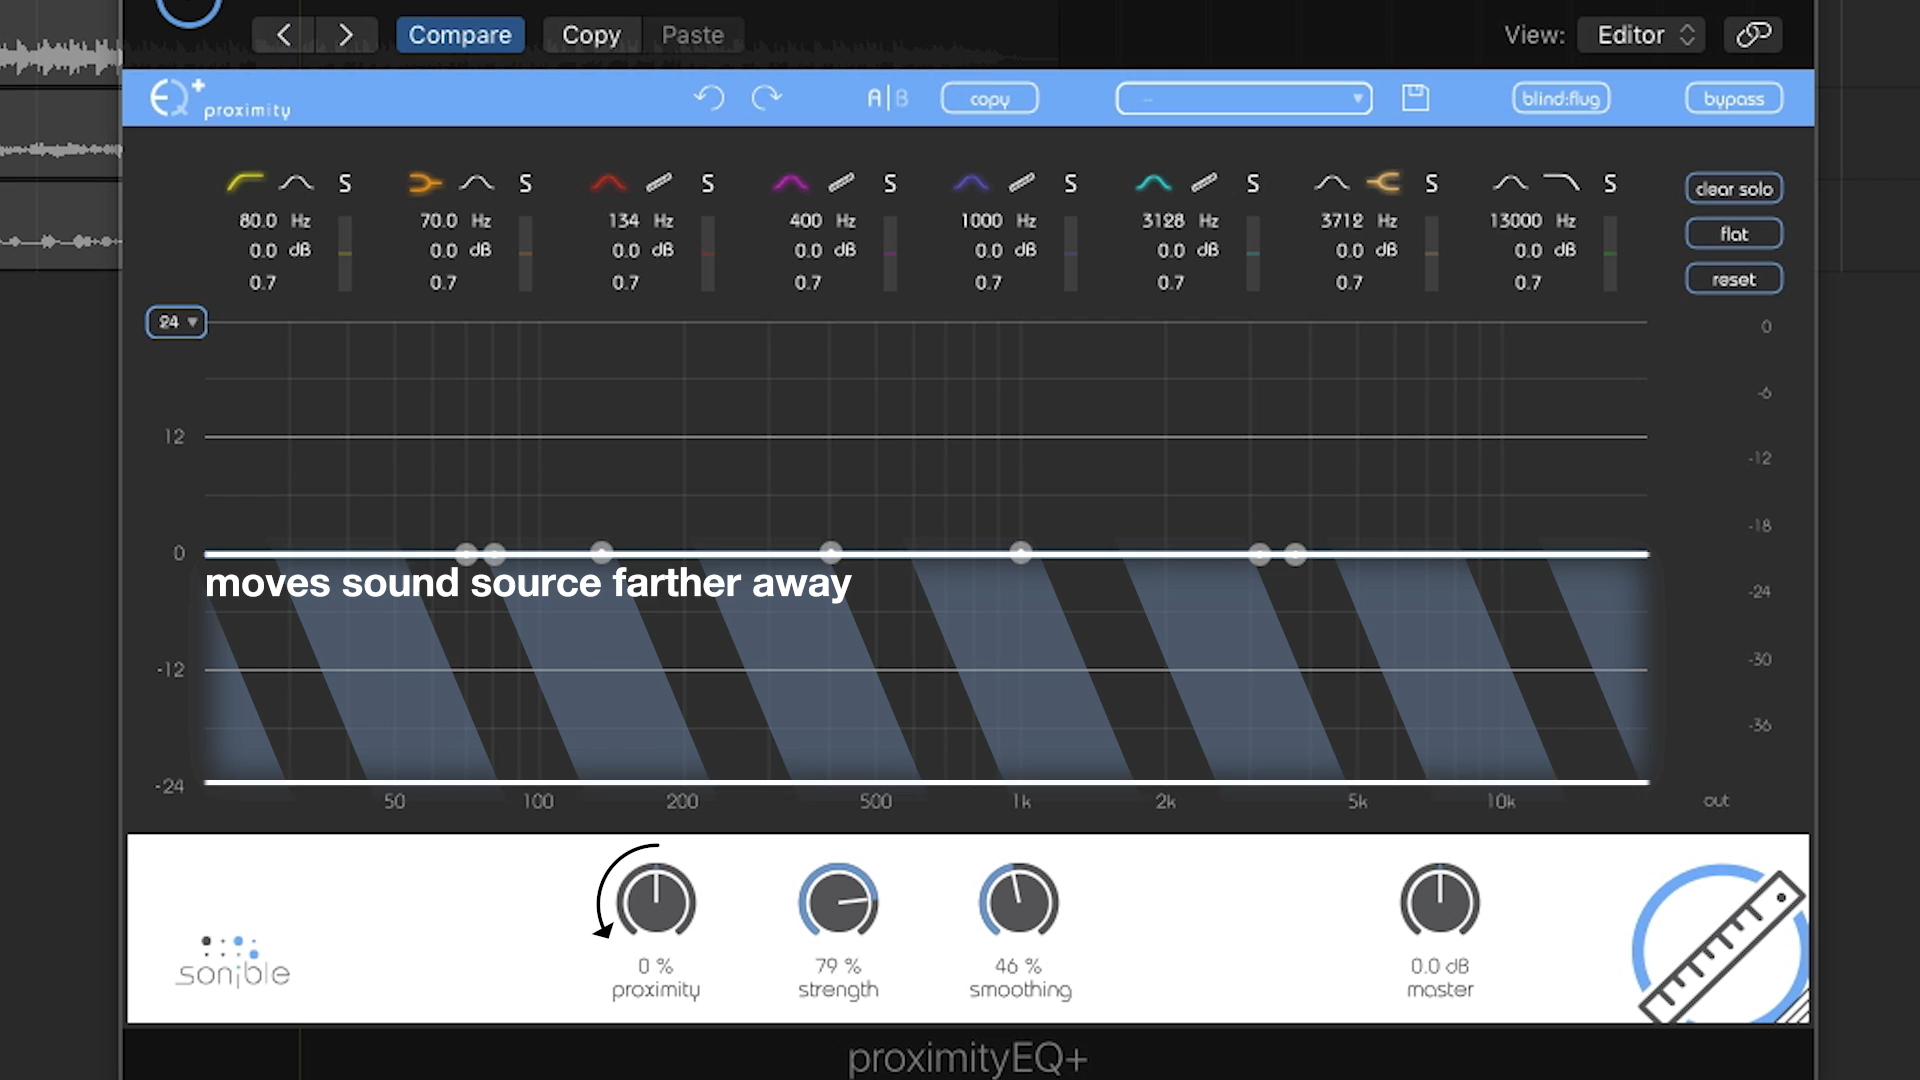 Compare Copy Paste View: Editor
EQ+ proximity A|B copy -- blind:flug bypass
S S S S S S S S
80.0 Hz 70.0 Hz 134 Hz 400 Hz 1000 Hz 3128 Hz 3712 Hz 13000 Hz
0.0 dB 0.0 dB 0.0 dB 0.0 dB 0.0 dB 0.0 dB 0.0 dB 0.0 dB
0.7 0.7 0.7 0.7 0.7 0.7 0.7 0.7
clear solo
flat
reset
24
0
-6
12
-12
-18
0
moves sound source farther away
-24
-12
-30
-36
-24
50 100 200 500 1k 2k 5k 10k out
0 % 79 % 46 % 0.0 dB
proximity strength smoothing master
sonible
proximityEQ+